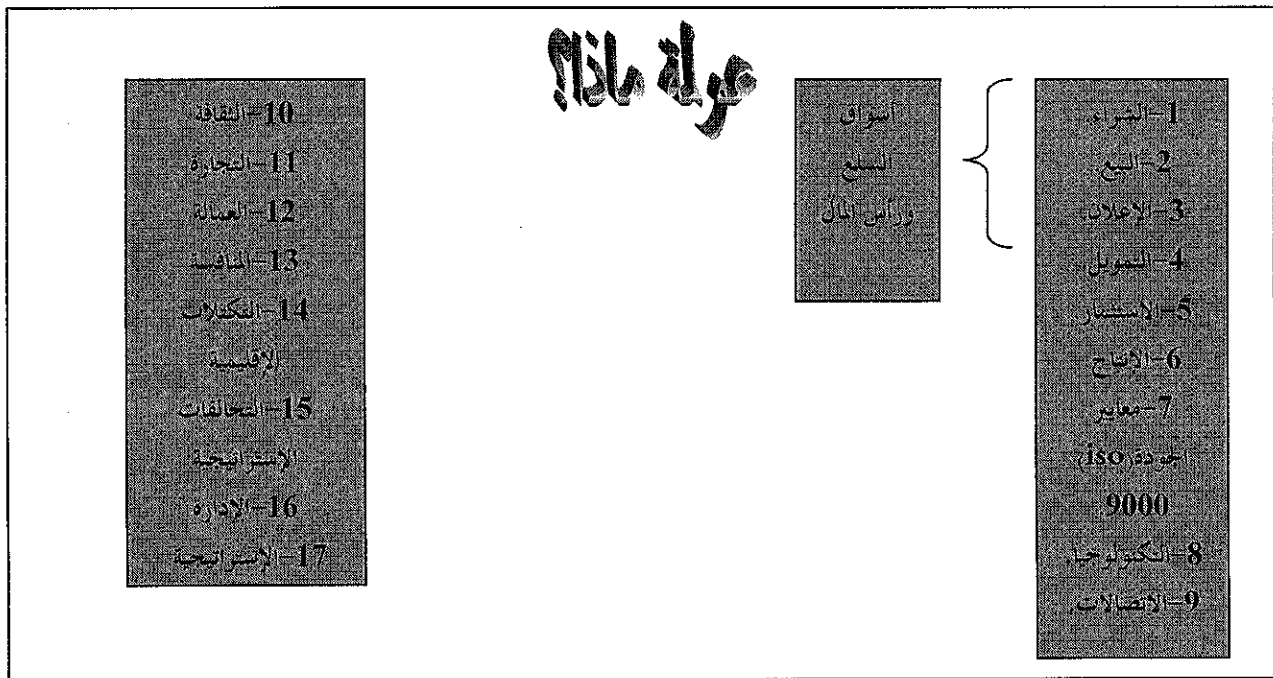 عولمة ماذا؟
1-الشراء.
2-البيع
3-الإعلان.
4-التمويل.
5-الاستثمار.
6-الإنتاج
7-معايير
الجودة(iso)
9000
8-التكنولوجيا.
9-الاتصالات.
أسواق
السلع
ورأس المال
10-الثقافة
11-التجارة
12-العمالة
13-المنافسة
14-التكتلات
الإقليمية
15-التحالفات
الإستراتيجية
16-الإدارة
17-الإستراتيجية